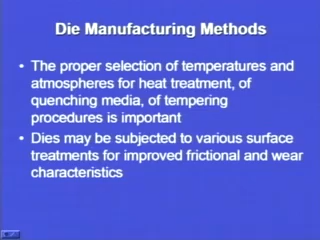 Die Manufacturing Methods
• The proper selection of temperatures and
atmospheres for heat treatment, of
quenching media, of tempering
procedures is important
• Dies may be subjected to various surface
treatments for improved frictional and wear
characteristics